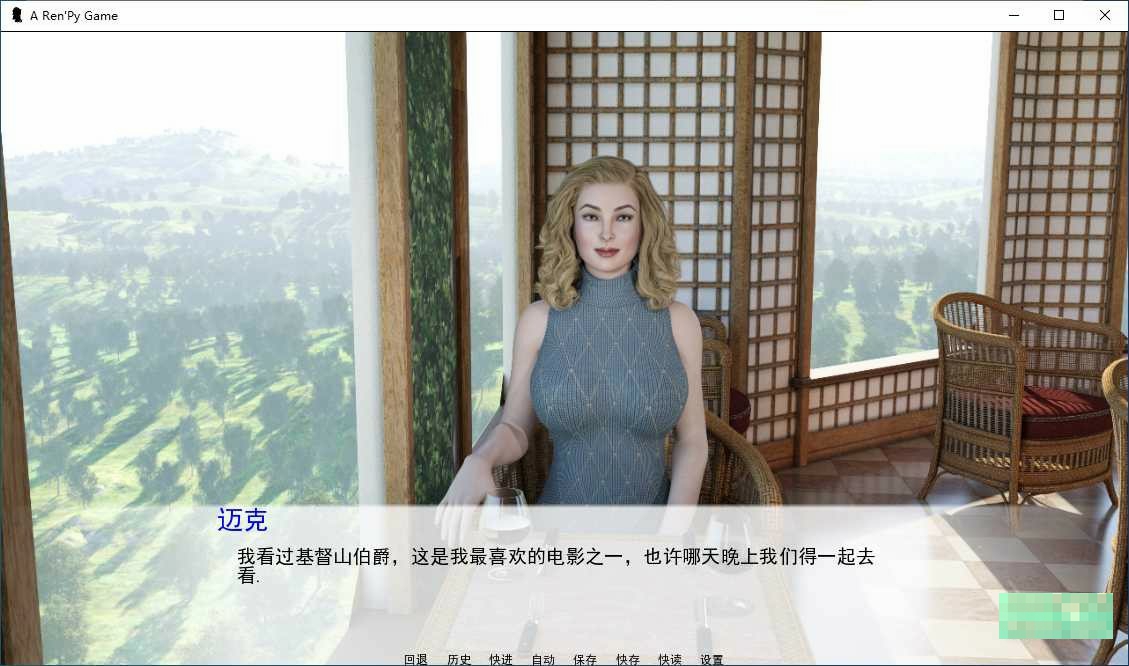 A Ren'Py Game
迈克
我看过基督山伯爵，这是我最喜欢的电影之一，也许哪天晚上我们得一起去
看.
回退 历史 快进 自动 保存 快存 快读 设置